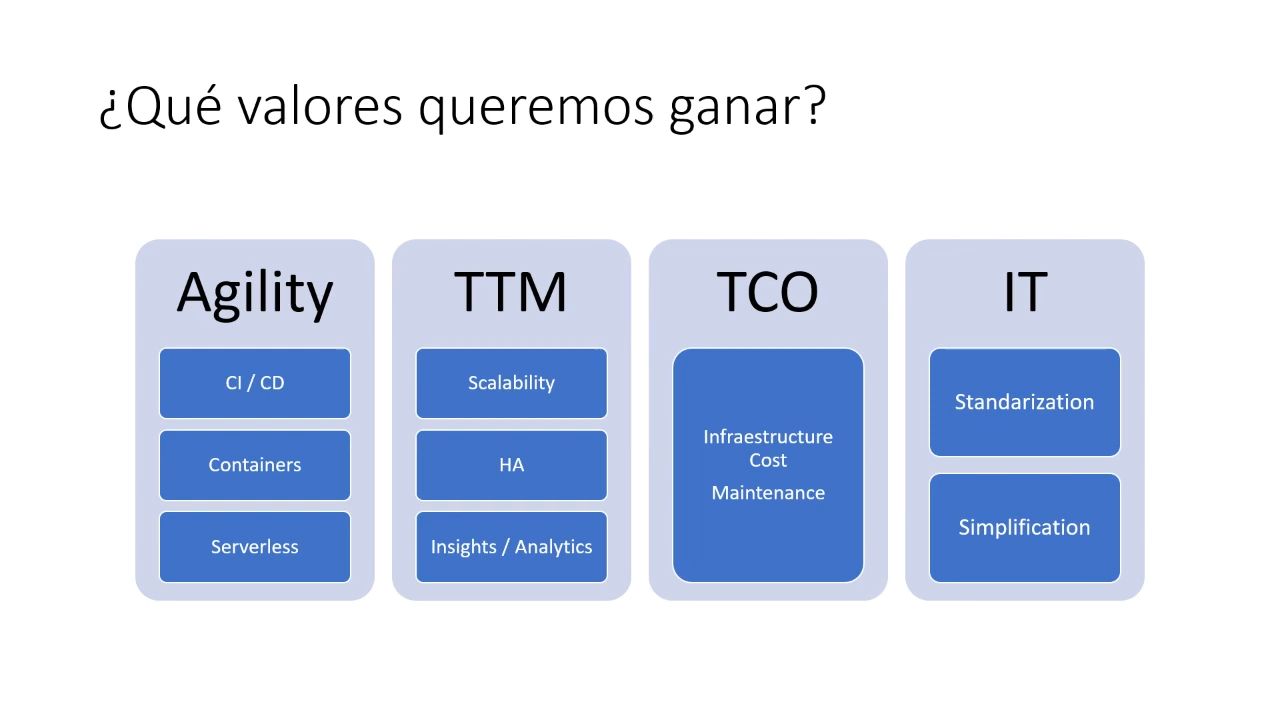 ¿Qué valores queremos ganar?
Agility
CI / CD
Containers
Serverless
TTM
Scalability
HA
Insights / Analytics
TCO
Infraestructure
Cost
Maintenance
IT
Standarization
Simplification